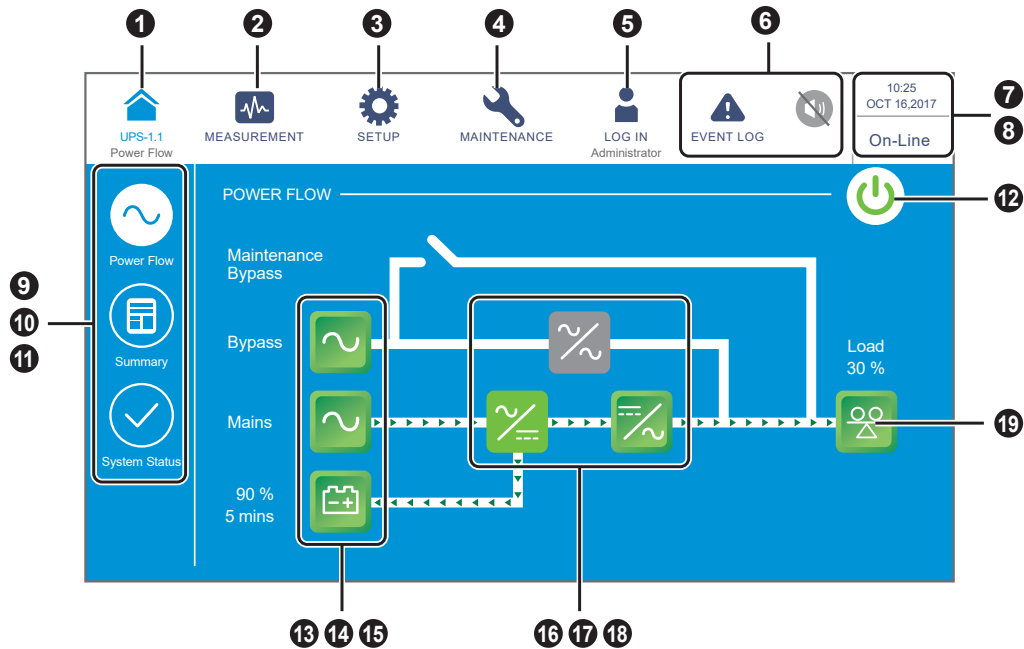 1
2
3
4
5
6
UPS-1.1
Power Flow
MEASUREMENT
SETUP
MAINTENANCE
LOG IN
Administrator
EVENT LOG
10:25
OCT 16,2017
On-Line
7
8
POWER FLOW
12
Power Flow
Summary
System Status
9
10
11
Maintenance
Bypass
Bypass
Mains
90 %
5 mins
Load
30 %
19
13 14 15
16 17 18